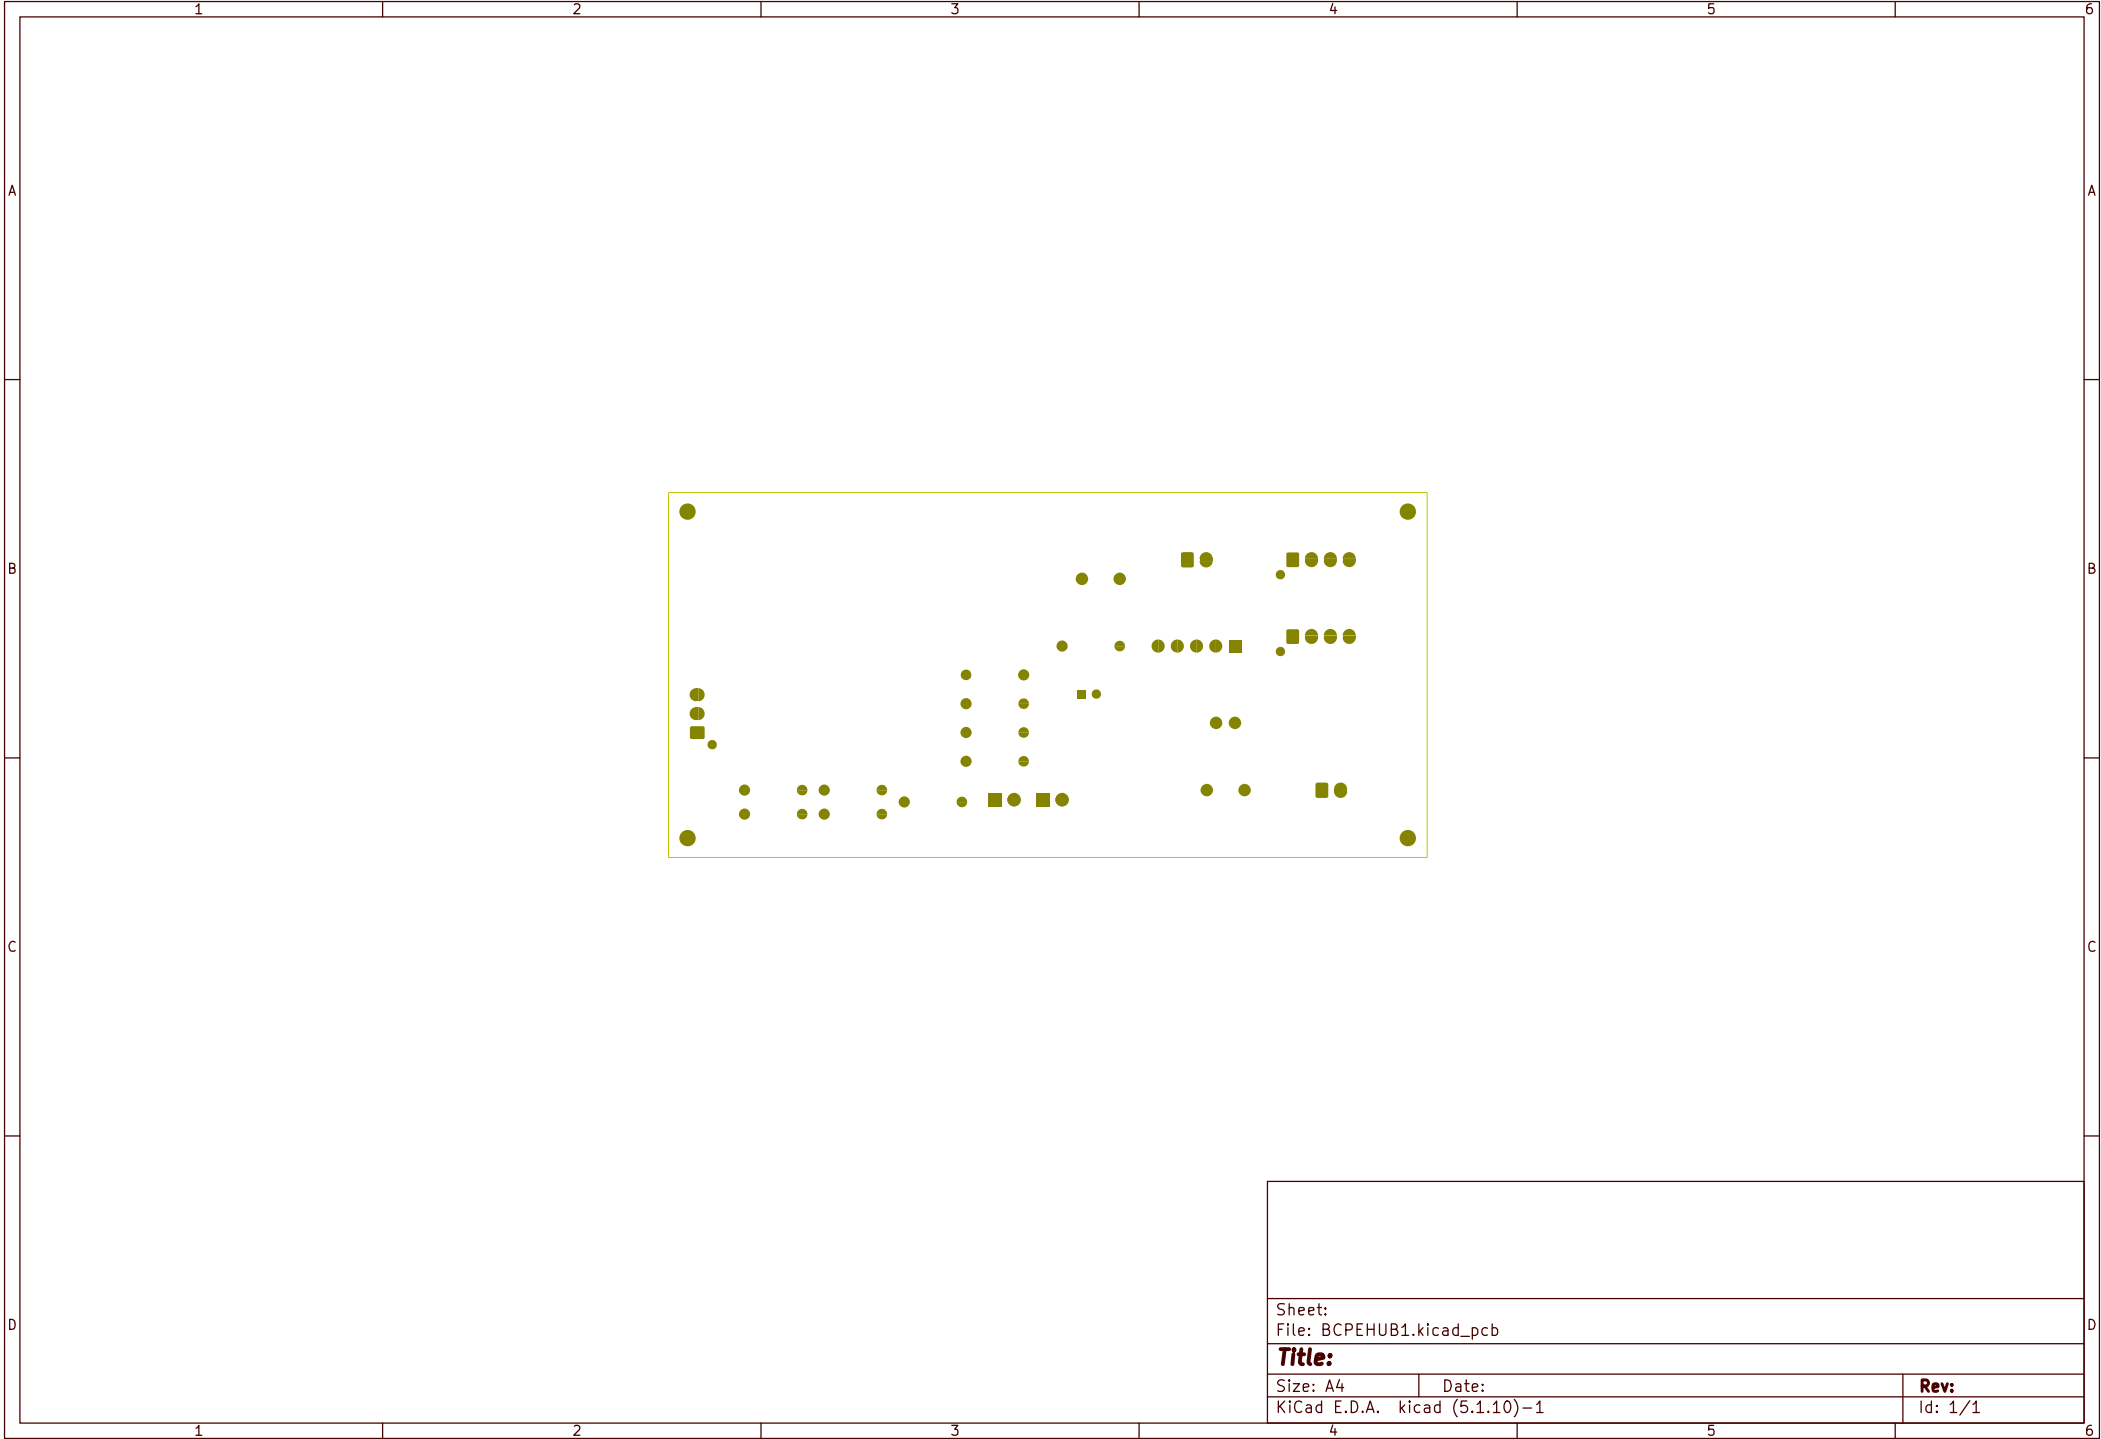 1 2 3 4 5 6
A A
B B
C C
D D
Sheet:
File: BCPEHUB1.kicad_pcb
Title:
Size: A4 Date: Rev:
KiCad E.D.A. kicad (5.1.10)-1 Id: 1/1
1 2 3 4 5 6